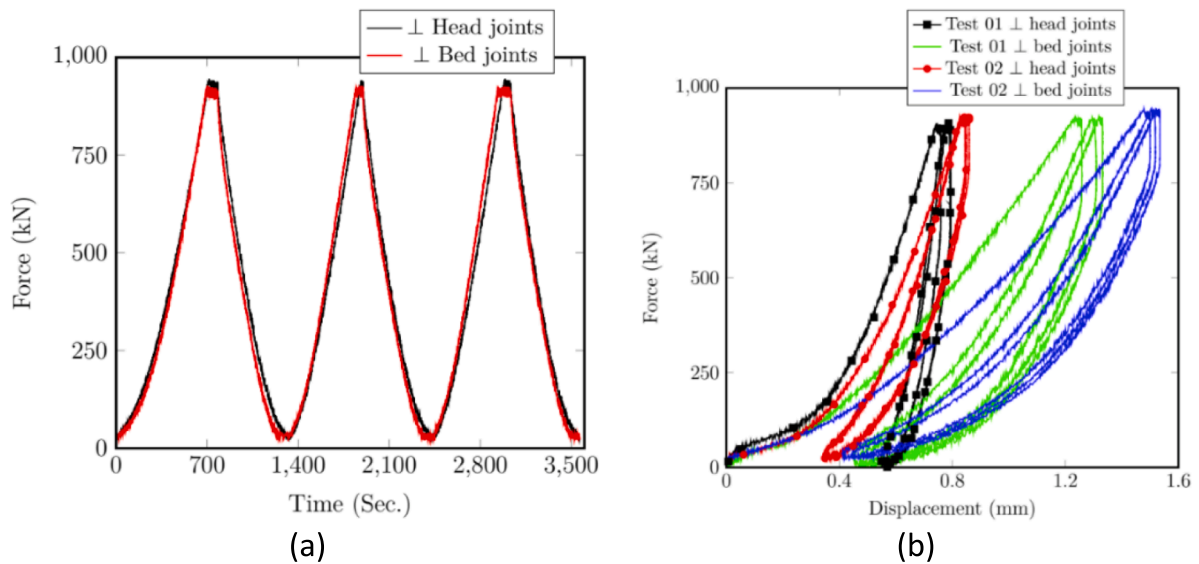 ⊥ Head joints
⊥ Bed joints
1,000
750
500
250
0
Force (kN)
0 700 1,400 2,100 2,800 3,500
Time (Sec.)
(a)
Test 01 ⊥ head joints
Test 01 ⊥ bed joints
Test 02 ⊥ head joints
Test 02 ⊥ bed joints
1,000
750
500
250
0
Force (kN)
0 0.4 0.8 1.2 1.6
Displacement (mm)
(b)